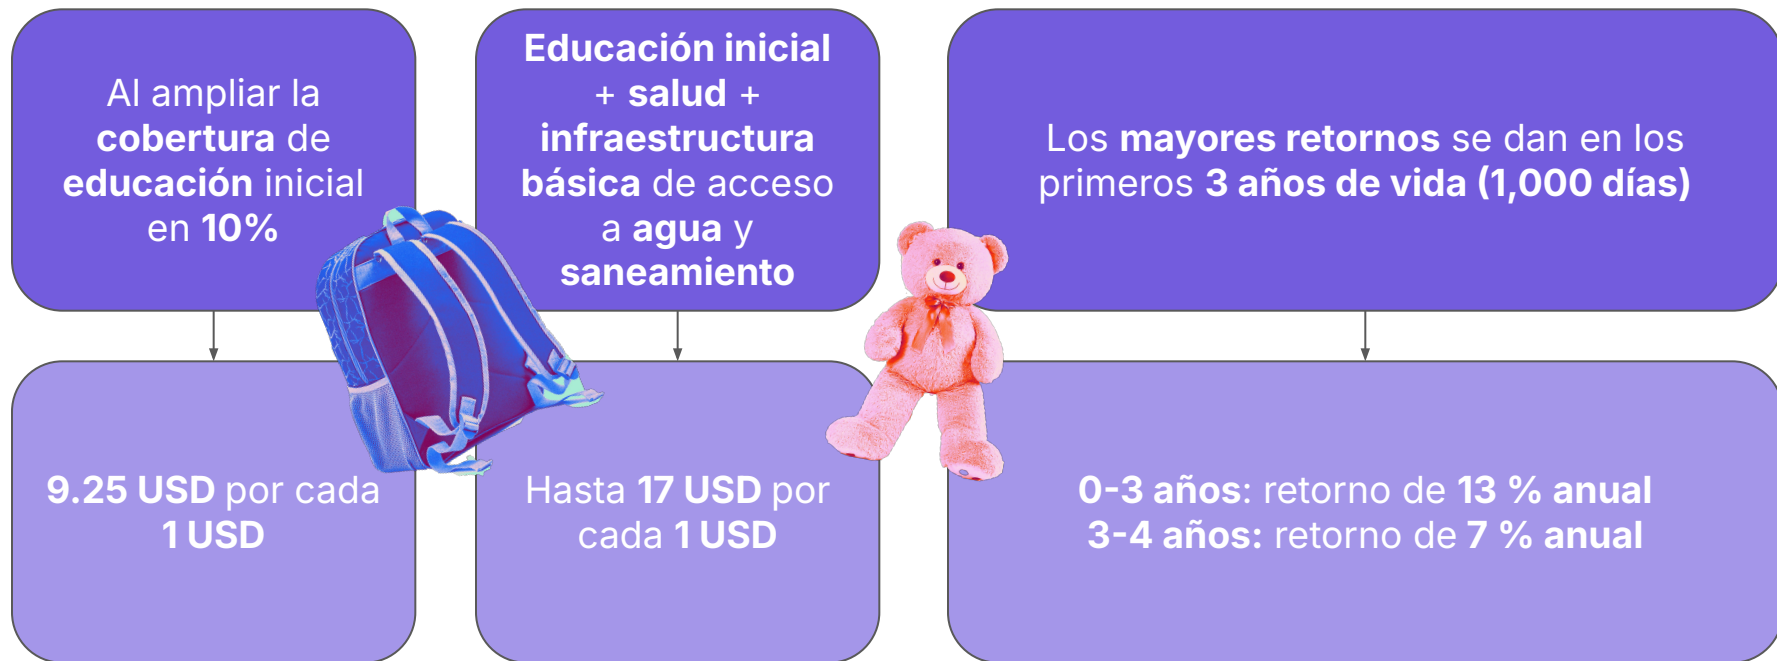 Al ampliar la
cobertura de
educación inicial
en 10%
9.25 USD por cada
1 USD
Educación inicial
+ salud +
infraestructura
básica de acceso
a agua y
saneamiento
Hasta 17 USD por
cada 1 USD
Los mayores retornos se dan en los
primeros 3 años de vida (1,000 días)
0-3 años: retorno de 13 % anual
3-4 años: retorno de 7 % anual